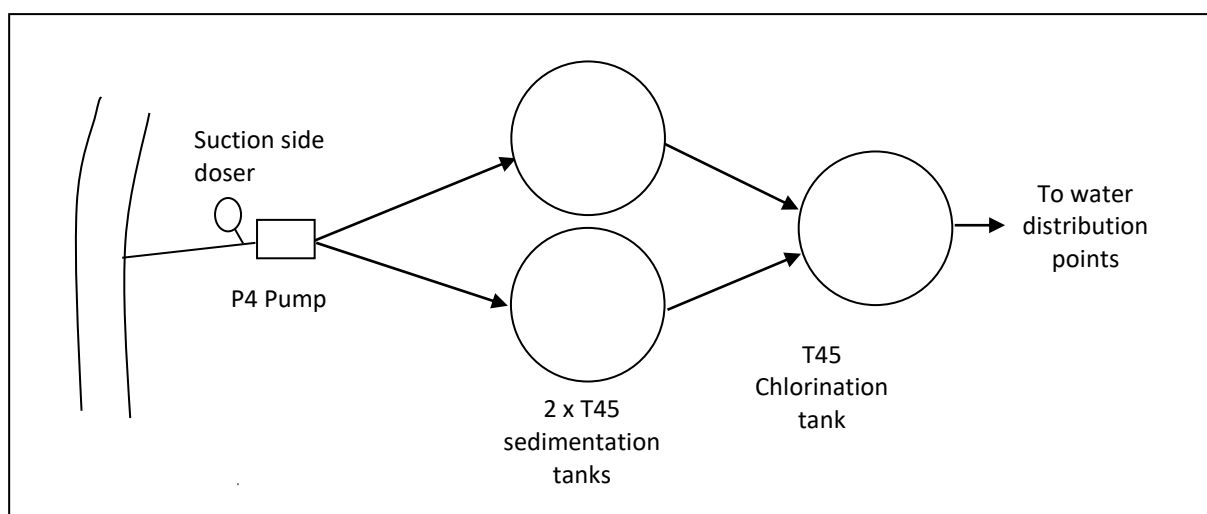 Suction side
doser
P4 Pump
2 x T45
sedimentation
tanks
T45
Chlorination
tank
To water
distribution
points